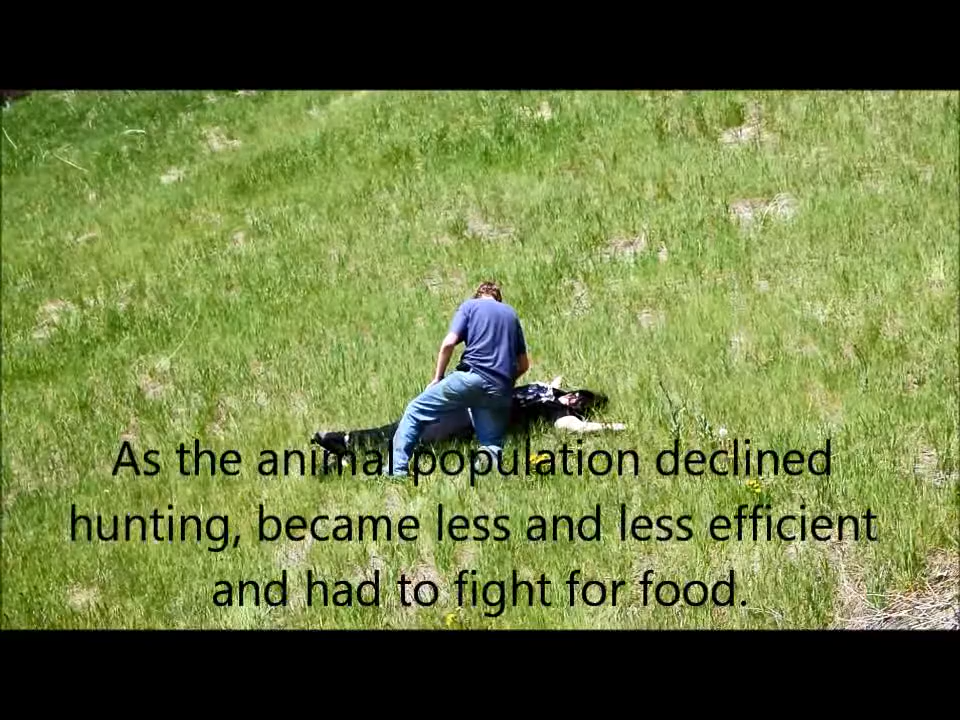 As the animal population declined
hunting, became less and less efficient
and had to fight for food.